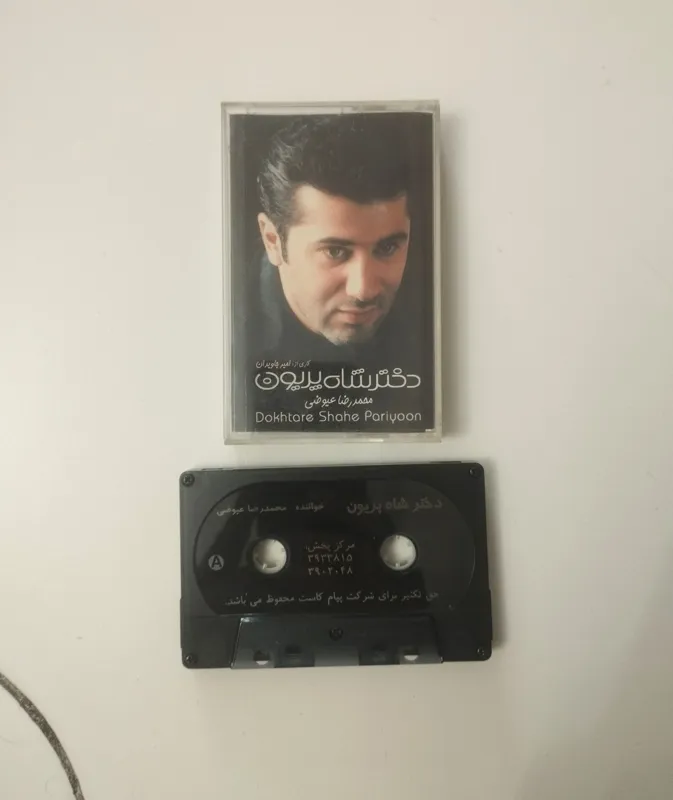 کاری از: امیر جاویدان
دختر شاه پریون
محمدرضا عیوضی
Dokhtare Shahe Pariyoon
دختر شاه پریون خواننده محمدرضا عیوضی
مرکز پخش:
۳۹۳۳۸۱۵
A
۳۹۰۲۰۴۸
حق تکثیر برای شرکت پیام کاست محفوظ می باشد.